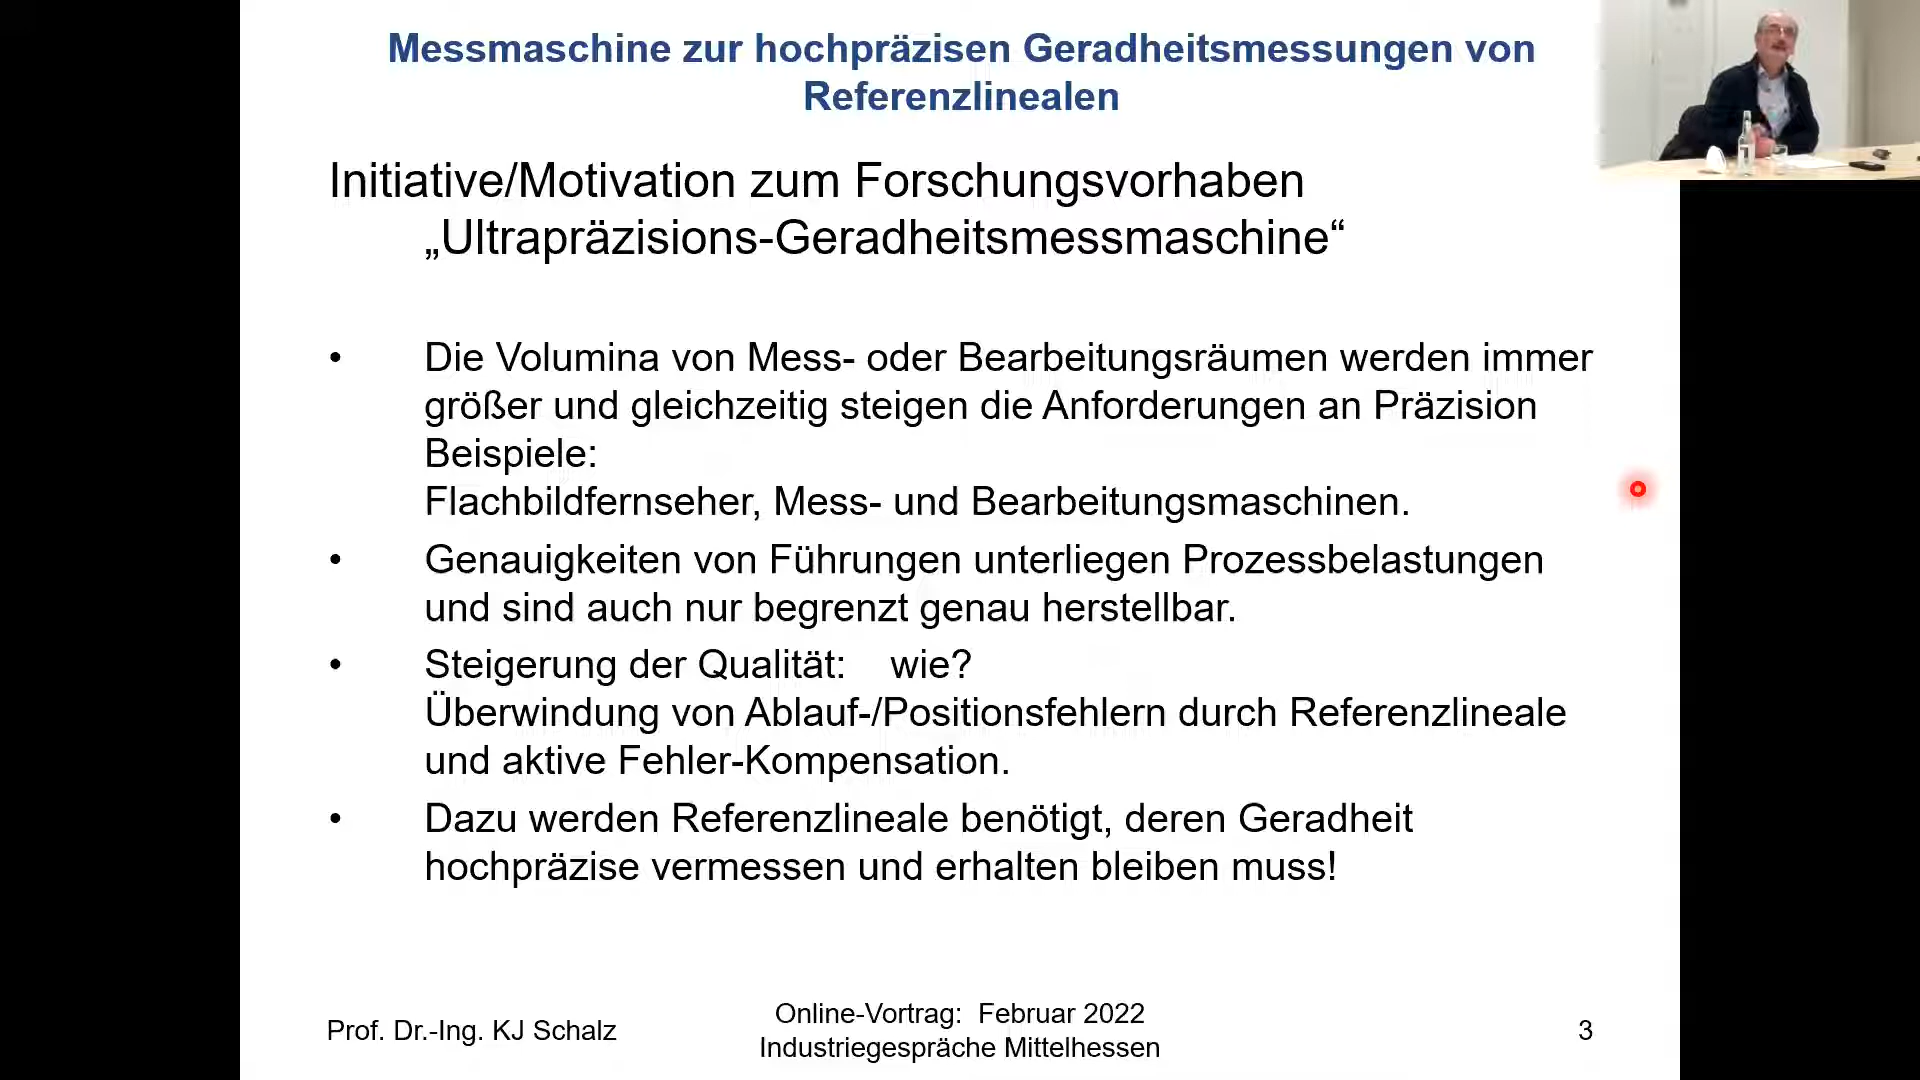 Messmaschine zur hochpräzisen Geradheitsmessungen von
Referenzlinealen
Initiative/Motivation zum Forschungsvorhaben
„Ultrapräzisions-Geradheitsmessmaschine“
• Die Volumina von Mess- oder Bearbeitungsräumen werden immer
größer und gleichzeitig steigen die Anforderungen an Präzision
Beispiele:
Flachbildfernseher, Mess- und Bearbeitungsmaschinen.
• Genauigkeiten von Führungen unterliegen Prozessbelastungen
und sind auch nur begrenzt genau herstellbar.
• Steigerung der Qualität: wie?
Überwindung von Ablauf-/Positionsfehlern durch Referenzlineale
und aktive Fehler-Kompensation.
• Dazu werden Referenzlineale benötigt, deren Geradheit
hochpräzise vermessen und erhalten bleiben muss!
Prof. Dr.-Ing. KJ Schalz
Online-Vortrag: Februar 2022
Industriegespräche Mittelhessen
3